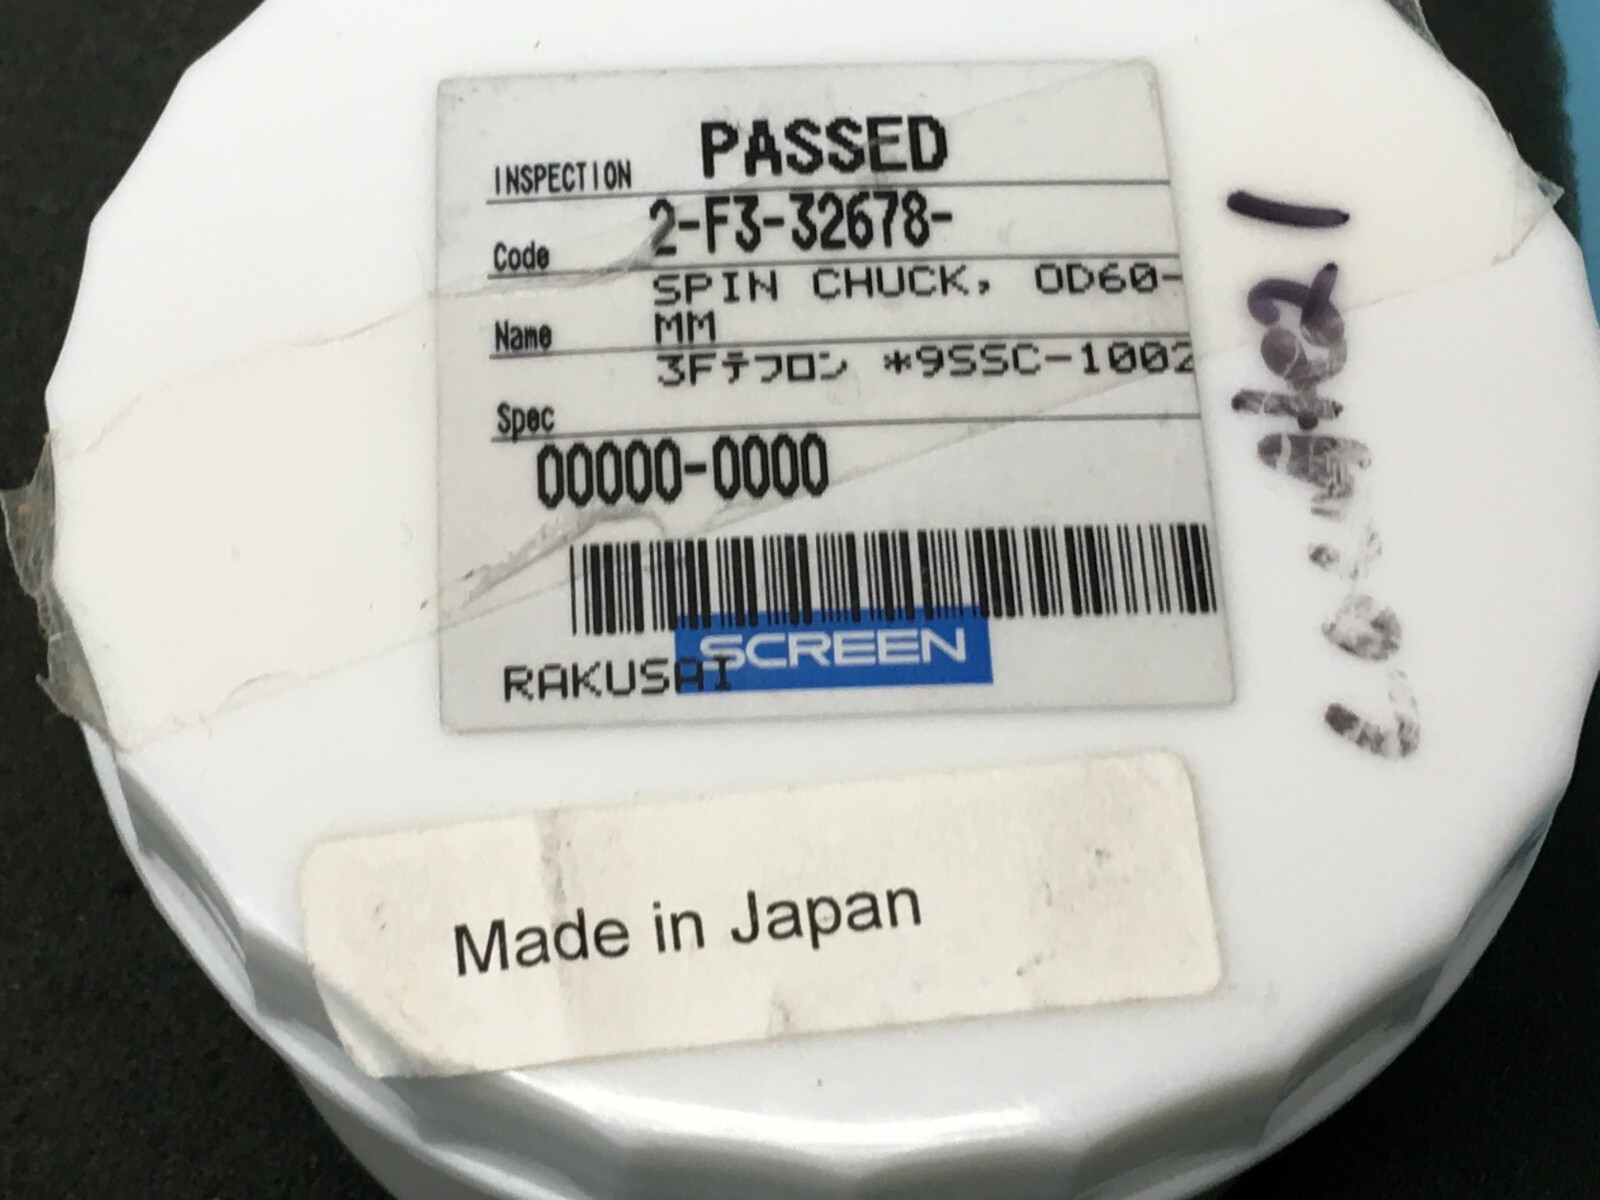 INSPECTION PASSED
Code 2-F3-32678-
SPIN CHUCK, OD60-
Name MM
3Fテフロン *9SSC-1002
Spec
00000-0000
SCREEN
RAKUSAI
Made in Japan